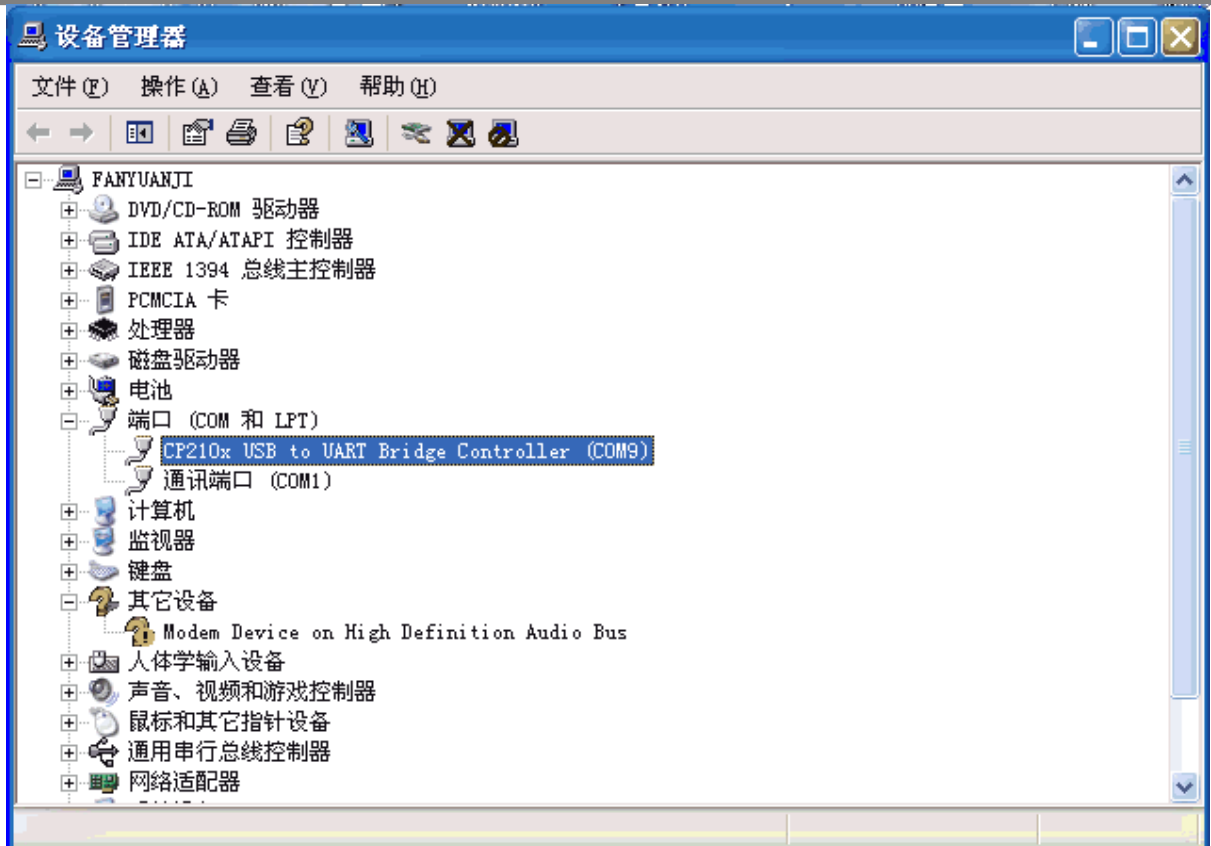 设备管理器
文件(F) 操作(A) 查看(V) 帮助(H)
FANYUANJI
DVD/CD-ROM 驱动器
IDE ATA/ATAPI 控制器
IEEE 1394 总线主控制器
PCMCIA 卡
处理器
磁盘驱动器
电池
端口 (COM 和 LPT)
CP210x USB to UART Bridge Controller (COM9)
通讯端口 (COM1)
计算机
监视器
键盘
其它设备
Modem Device on High Definition Audio Bus
人体学输入设备
声音、视频和游戏控制器
鼠标和其它指针设备
通用串行总线控制器
网络适配器